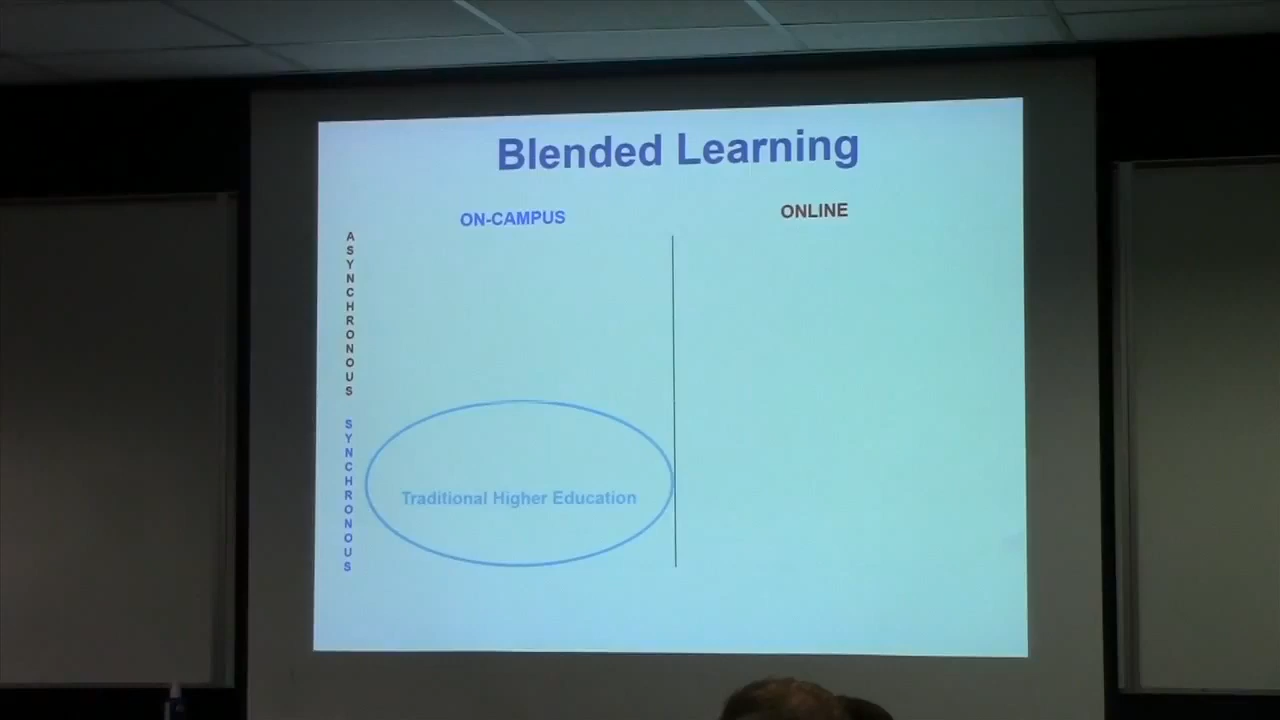 Blended Learning
ON-CAMPUS
ONLINE
ASYNCHRONOUS
SYNCHRONOUS
Traditional Higher Education